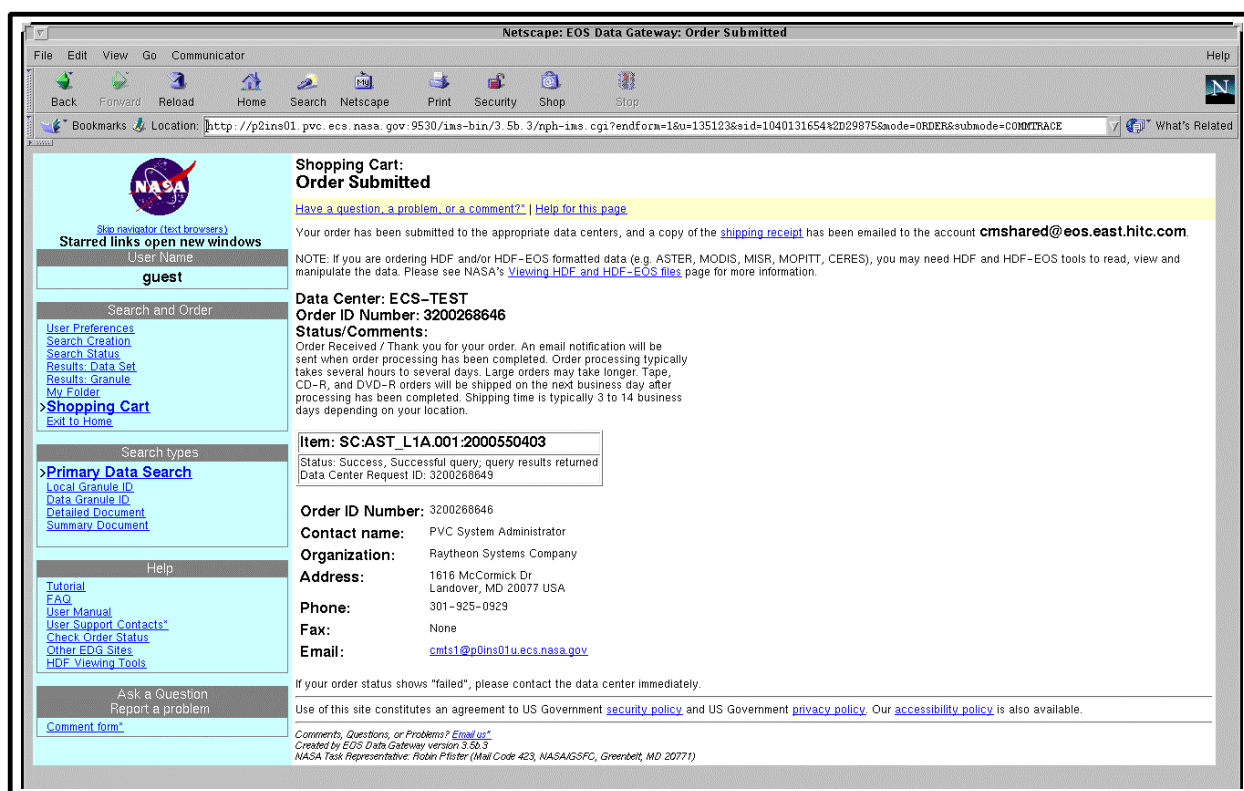 Netscape: EOS Data Gateway: Order Submitted
File Edit View Go Communicator Help
Back Forward Reload Home Search Netscape Print Security Shop Stop
My
N
Bookmarks Location: http://p2ins01.pvc.ecs.nasa.gov:9530/ims-bin/3.5b.3/nph-ims.cgi?endform=1&u=135123&sid=1040131654%2D29875&mode=ORDER&submode=COMMTRACE What's Related
NASA
Skip navigator (text browsers)
Starred links open new windows
User Name
guest
Search and Order
User Preferences
Search Creation
Search Status
Results: Data Set
Results: Granule
My Folder
>Shopping Cart
Exit to Home
Search types
>Primary Data Search
Local Granule ID
Data Granule ID
Detailed Document
Summary Document
Help
Tutorial
FAQ
User Manual
User Support Contacts*
Check Order Status
Other EDG Sites
HDF Viewing Tools
Ask a Question
Report a problem
Comment form*
Shopping Cart:
Order Submitted
Have a question, a problem, or a comment?* | Help for this page
Your order has been submitted to the appropriate data centers, and a copy of the shipping receipt has been emailed to the account cmshared@eos.east.hitc.com.
NOTE: If you are ordering HDF and/or HDF-EOS formatted data (e.g. ASTER, MODIS, MISR, MOPITT, CERES), you may need HDF and HDF-EOS tools to read, view and
manipulate the data. Please see NASA's Viewing HDF and HDF-EOS files page for more information.
Data Center: ECS-TEST
Order ID Number: 3200268646
Status/Comments:
Order Received / Thank you for your order. An email notification will be
sent when order processing has been completed. Order processing typically
takes several hours to several days. Large orders may take longer. Tape,
CD-R, and DVD-R orders will be shipped on the next business day after
processing has been completed. Shipping time is typically 3 to 14 business
days depending on your location.
Item: SC:AST_L1A.001:2000550403
Status: Success, Successful query; query results returned
Data Center Request ID: 3200268649
Order ID Number: 3200268646
Contact name: PVC System Administrator
Organization: Raytheon Systems Company
Address: 1616 McCormick Dr
Landover, MD 20077 USA
Phone: 301-925-0929
Fax: None
Email: cmts1@p0ins01u.ecs.nasa.gov
If your order status shows "failed", please contact the data center immediately.
Use of this site constitutes an agreement to US Government security policy and US Government privacy policy. Our accessibility policy is also available.
Comments, Questions, or Problems? Email us*
Created by EOS Data Gateway version 3.5b.3
NASA Task Representative: Robin Pfister (Mail Code 423, NASA/GSFC, Greenbelt, MD 20771)